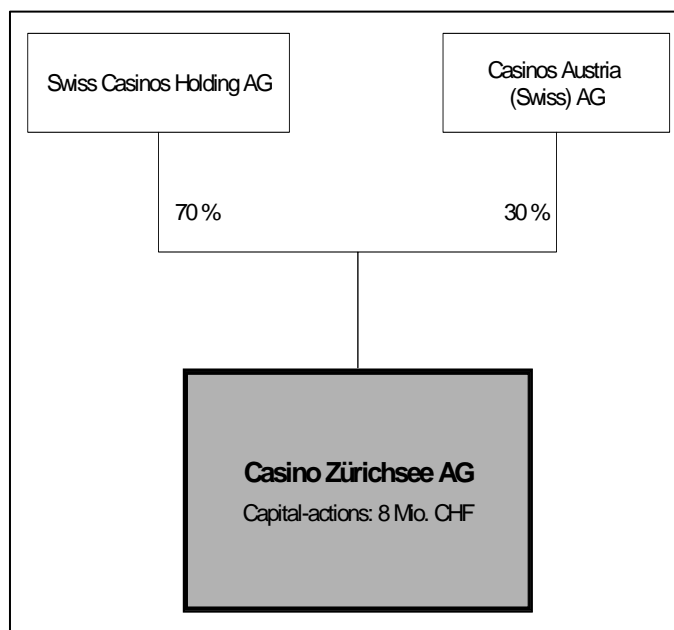 Swiss Casinos Holding AG
Casinos Austria
(Swiss) AG
70 %
30 %
Casino Zürichsee AG
Capital-actions: 8 Mio. CHF